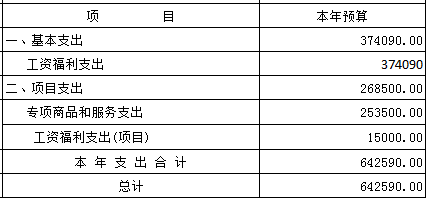 项 目 本年预算
一、基本支出 374090.00
工资福利支出 374090
二、项目支出 268500.00
专项商品和服务支出 253500.00
工资福利支出(项目) 15000.00
本 年 支 出 合 计 642590.00
总计 642590.00